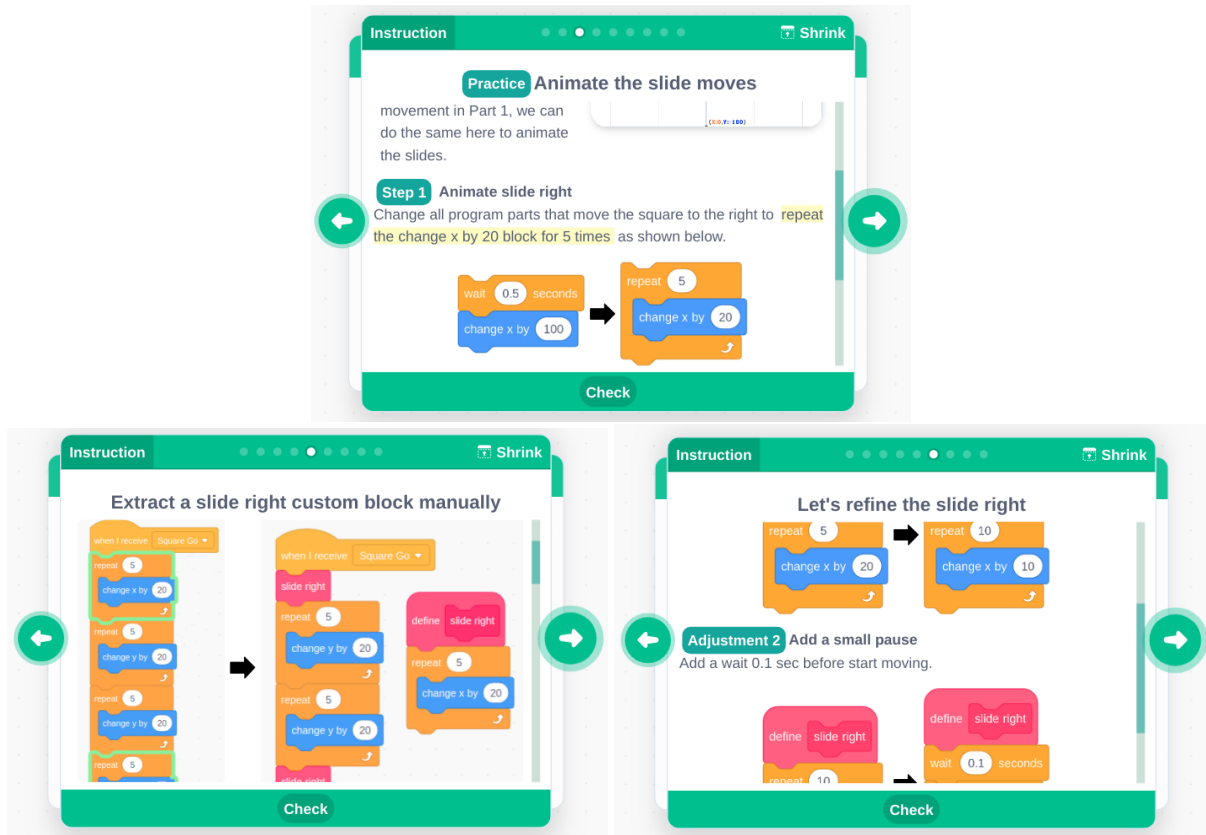 Instruction
Shrink
Practice Animate the slide moves
movement in Part 1, we can
do the same here to animate
the slides.
(X:0,Y:-180)
Step 1 Animate slide right
Change all program parts that move the square to the right to repeat
the change x by 20 block for 5 times as shown below.
wait 0.5 seconds
change x by 100
repeat 5
change x by 20
Check
Instruction
Shrink
Extract a slide right custom block manually
when I receive Square Go
repeat 5
change x by 20
repeat 5
change y by 20
repeat 5
change y by 20
repeat 5
when I receive Square Go
slide right
repeat 5
change y by 20
repeat 5
change y by 20
slide right
define slide right
repeat 5
change x by 20
Check
Instruction
Shrink
Let's refine the slide right
repeat 5
change x by 20
repeat 10
change x by 10
Adjustment 2 Add a small pause
Add a wait 0.1 sec before start moving.
define slide right
repeat 10
define slide right
wait 0.1 seconds
Check